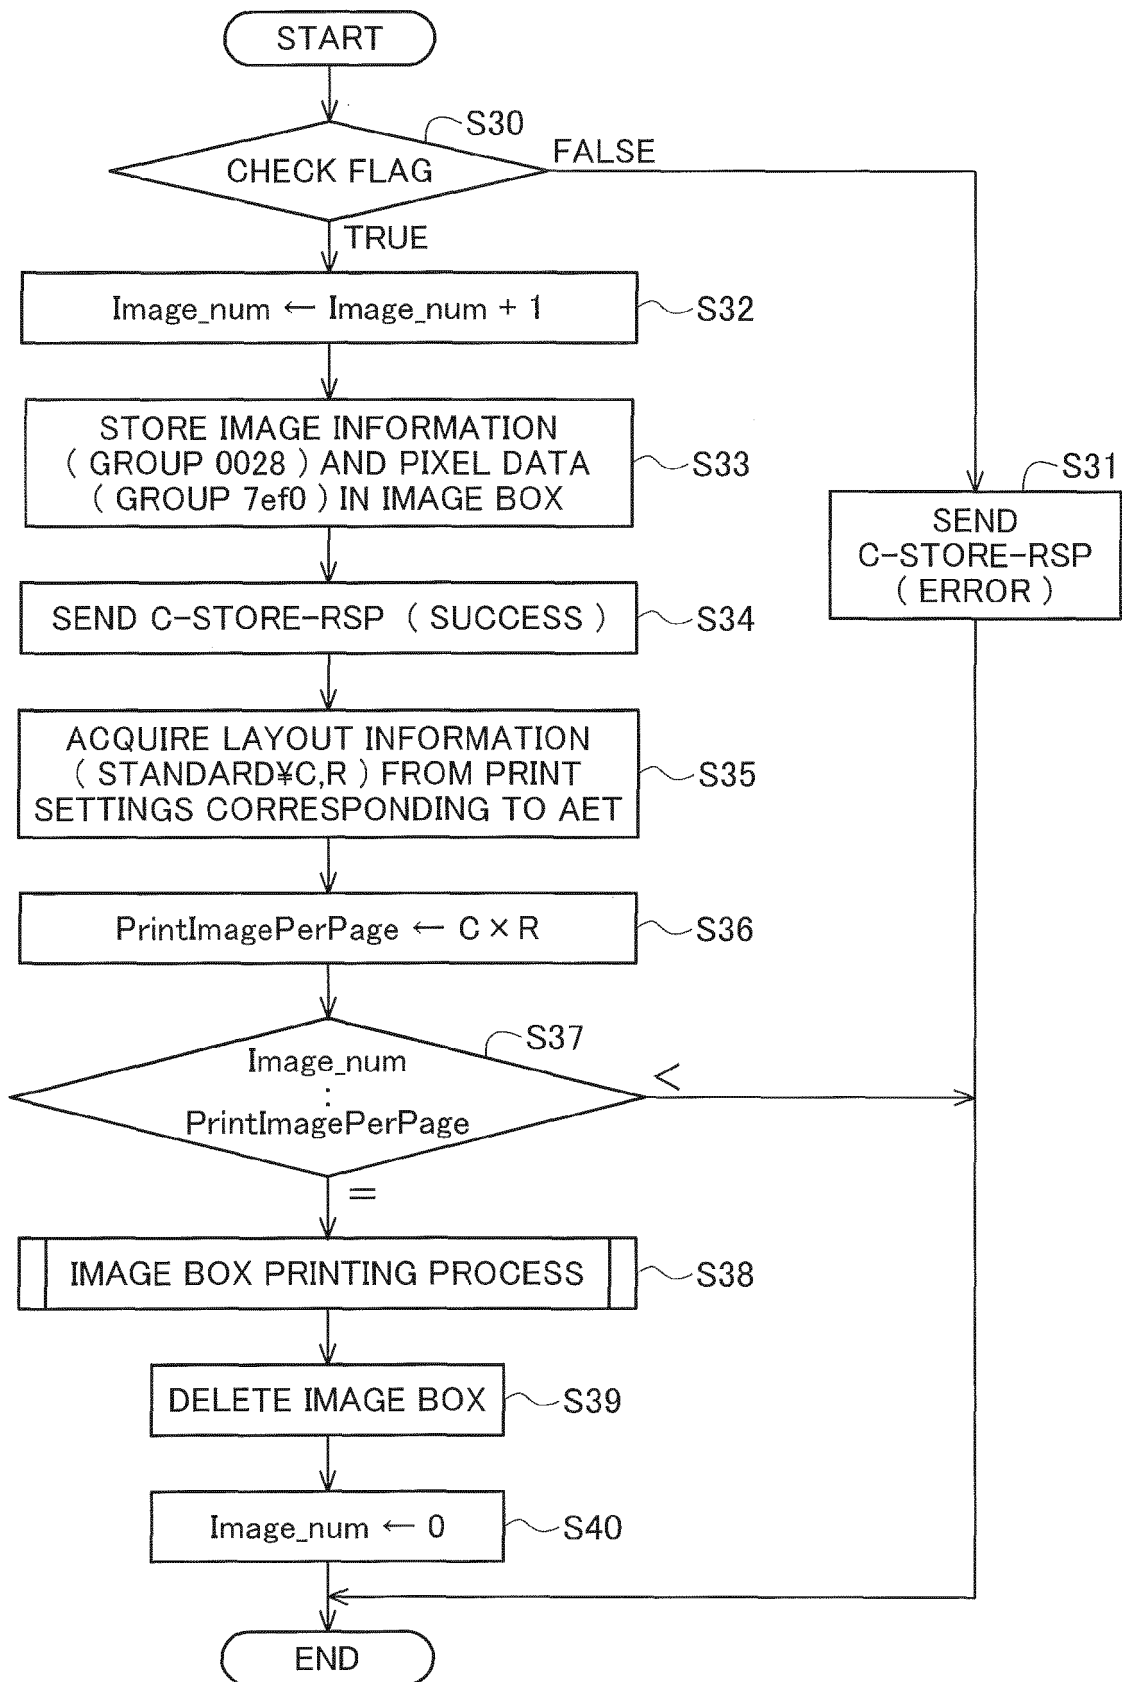 START
S30
CHECK FLAG
FALSE
TRUE
Image_num ← Image_num + 1
S32
STORE IMAGE INFORMATION
( GROUP 0028 ) AND PIXEL DATA
( GROUP 7ef0 ) IN IMAGE BOX
S33
S31
SEND
C-STORE-RSP
( ERROR )
SEND C-STORE-RSP ( SUCCESS )
S34
ACQUIRE LAYOUT INFORMATION
( STANDARD¥C,R ) FROM PRINT
SETTINGS CORRESPONDING TO AET
S35
PrintImagePerPage ← C × R
S36
S37
Image_num
:
PrintImagePerPage
<
=
IMAGE BOX PRINTING PROCESS
S38
DELETE IMAGE BOX
S39
Image_num ← 0
S40
END